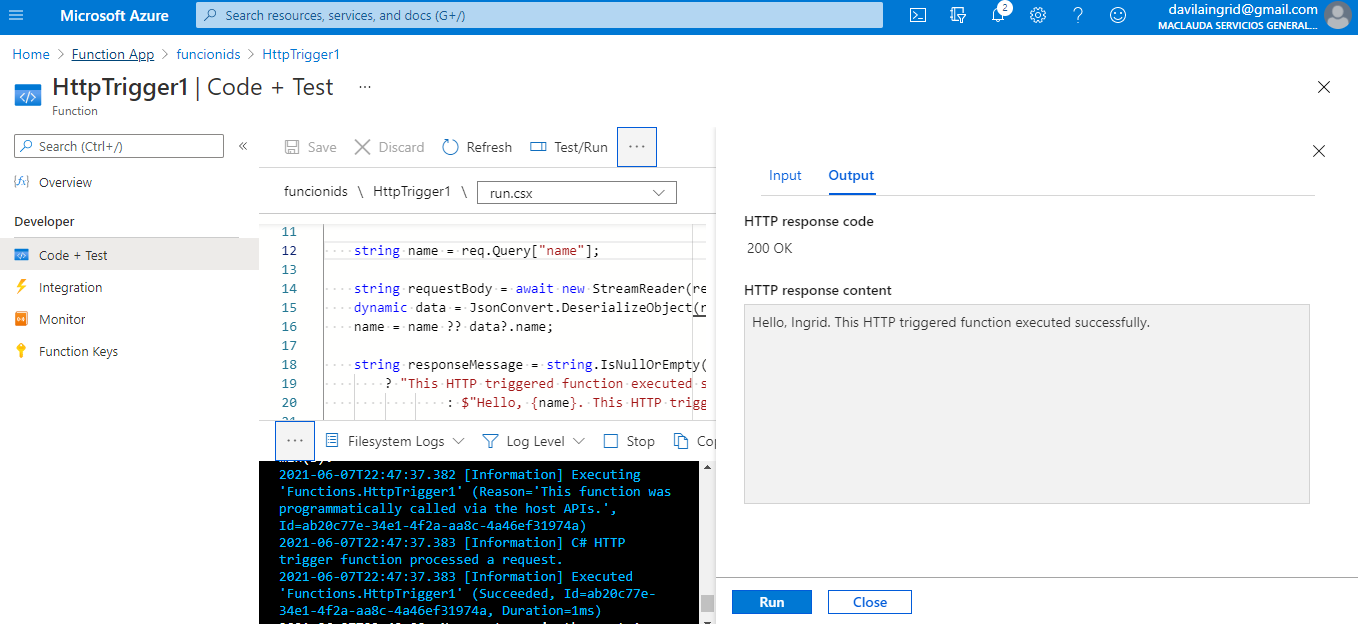 Microsoft Azure
Search resources, services, and docs (G+/)
2
davilaingrid@gmail.com
MACLAUDA SERVICIOS GENERAL...
Home > Function App > funcionids > HttpTrigger1
HttpTrigger1 | Code + Test ...
Function
Search (Ctrl+/)
«
Overview
Developer
Code + Test
Integration
Monitor
Function Keys
Save Discard Refresh Test/Run ...
funcionids \ HttpTrigger1 \ run.csx
11
12 string name = req.Query["name"];
13
14 string requestBody = await new StreamReader(re
15 dynamic data = JsonConvert.DeserializeObject(r
16 name = name ?? data?.name;
17
18 string responseMessage = string.IsNullOrEmpty(
19 ? "This HTTP triggered function executed s
20 : $"Hello, {name}. This HTTP trigg
... Filesystem Logs Log Level Stop Cop
2021-06-07T22:47:37.382 [Information] Executing
'Functions.HttpTrigger1' (Reason='This function was
programmatically called via the host APIs.',
Id=ab20c77e-34e1-4f2a-aa8c-4a46ef31974a)
2021-06-07T22:47:37.383 [Information] C# HTTP
trigger function processed a request.
2021-06-07T22:47:37.383 [Information] Executed
'Functions.HttpTrigger1' (Succeeded, Id=ab20c77e-
34e1-4f2a-aa8c-4a46ef31974a, Duration=1ms)
Input Output
HTTP response code
200 OK
HTTP response content
Hello, Ingrid. This HTTP triggered function executed successfully.
Run Close